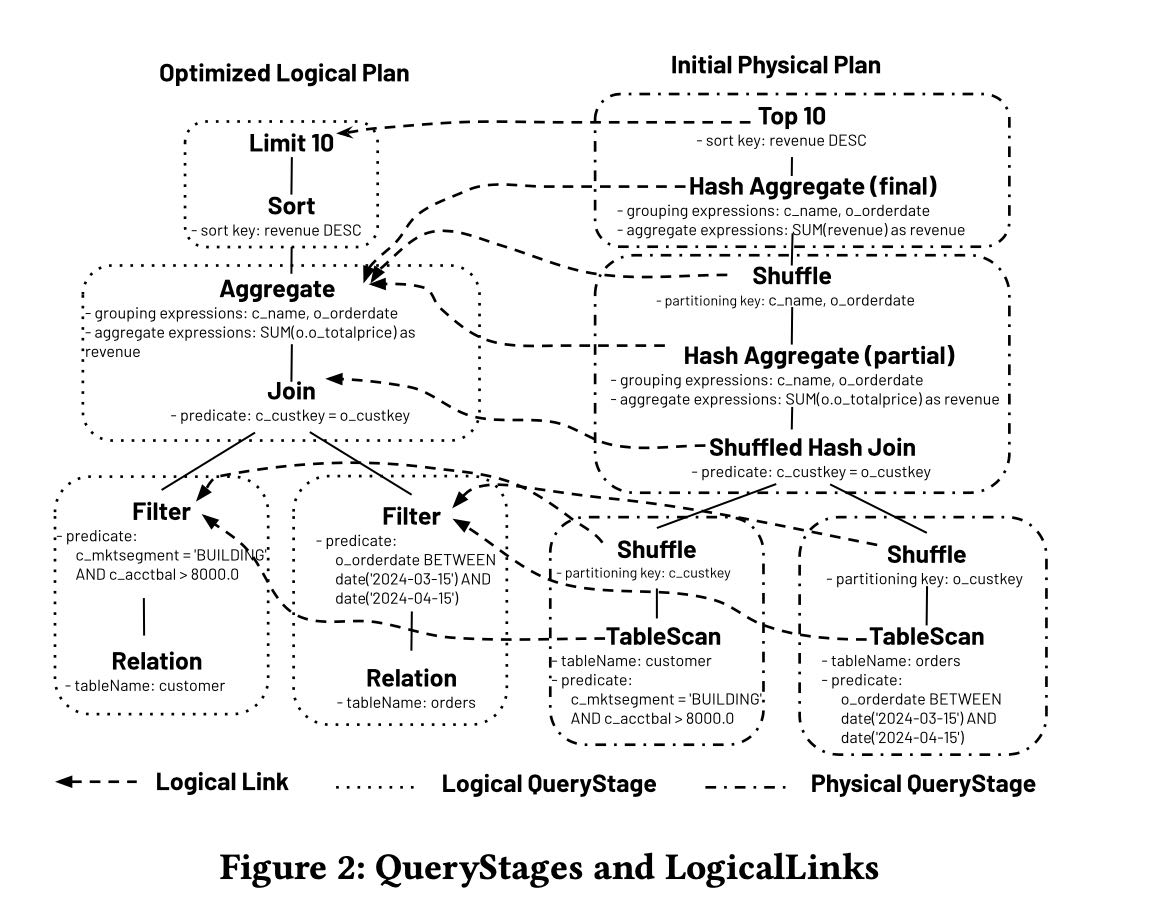 Optimized Logical Plan
Limit 10
Sort
- sort key: revenue DESC
Aggregate
- grouping expressions: c_name, o_orderdate
- aggregate expressions: SUM(o.o_totalprice) as
revenue
Join
- predicate: c_custkey = o_custkey
Filter
- predicate:
c_mktsegment = 'BUILDING'
AND c_acctbal > 8000.0
Relation
- tableName: customer
Filter
- predicate:
o_orderdate BETWEEN
date('2024-03-15') AND
date('2024-04-15')
Relation
- tableName: orders
Initial Physical Plan
Top 10
- sort key: revenue DESC
Hash Aggregate (final)
- grouping expressions: c_name, o_orderdate
- aggregate expressions: SUM(revenue) as revenue
Shuffle
- partitioning key: c_name, o_orderdate
Hash Aggregate (partial)
- grouping expressions: c_name, o_orderdate
- aggregate expressions: SUM(o.o_totalprice) as revenue
Shuffled Hash Join
- predicate: c_custkey = o_custkey
Shuffle
- partitioning key: c_custkey
TableScan
- tableName: customer
- predicate:
c_mktsegment = 'BUILDING'
AND c_acctbal > 8000.0
Shuffle
- partitioning key: o_custkey
TableScan
- tableName: orders
- predicate:
o_orderdate BETWEEN
date('2024-03-15') AND
date('2024-04-15')
Logical Link
Logical QueryStage
Physical QueryStage
Figure 2: QueryStages and LogicalLinks